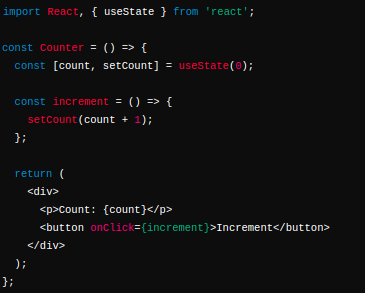 import React, { useState } from 'react';
const Counter = () => {
const [count, setCount] = useState(0);
const increment = () => {
setCount(count + 1);
};
return (
<div>
<p>Count: {count}</p>
<button onClick={increment}>Increment</button>
</div>
);
};